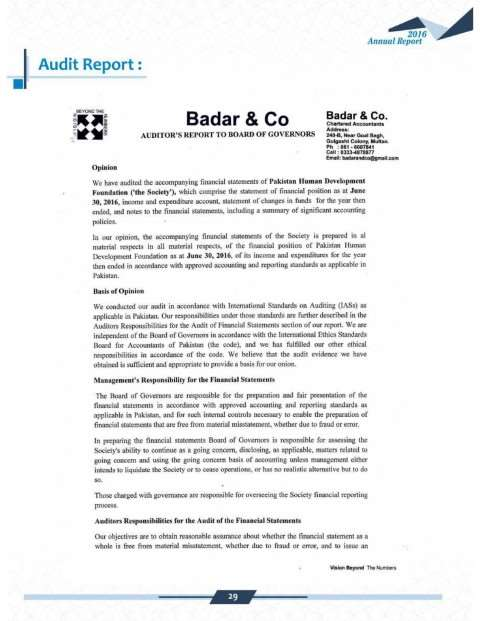 2016
Annual Report
Audit Report :
BEYOND THE
NUMBERS
VISION
Badar & Co
AUDITOR'S REPORT TO BOARD OF GOVERNORS
Badar & Co.
Chartered Accountants
Address:
249-B, Near Goal Bagh,
Gulgasht Colony, Multan.
Ph : 061 - 6007841
Cell : 0333-4878977
Email: badarandco@gmail.com
Opinion
We have audited the accompanying financial statements of Pakistan Human Development
Foundation ('the Society'), which comprise the statement of financial position as at June
30, 2016, income and expenditure account, statement of changes in funds for the year then
ended, and notes to the financial statements, including a summary of significant accounting
policies.
In our opinion, the accompanying financial statements of the Society is prepared in al
material respects in all material respects, of the financial position of Pakistan Human
Development Foundation as at June 30, 2016, of its income and expenditures for the year
then ended in accordance with approved accounting and reporting standards as applicable in
Pakistan.
Basis of Opinion
We conducted our audit in accordance with International Standards on Auditing (IASs) as
applicable in Pakistan. Our responsibilities under those standards are further described in the
Auditors Responsibilities for the Audit of Financial Statements section of our report. We are
independent of the Board of Governors in accordance with the International Ethics Standards
Board for Accountants of Pakistan (the code), and we has fulfilled our other ethical
responsibilities in accordance of the code. We believe that the audit evidence we have
obtained is sufficient and appropriate to provide a basis for our onion.
Management's Responsibility for the Financial Statements
The Board of Governors are responsible for the preparation and fair presentation of the
financial statements in accordance with approved accounting and reporting standards as
applicable in Pakistan, and for such internal controls necessary to enable the preparation of
financial statements that are free from material misstatement, whether due to fraud or error.
In preparing the financial statements Board of Governors is responsible for assessing the
Society's ability to continue as a going concern, disclosing, as applicable, matters related to
going concern and using the going concern basis of accounting unless management either
intends to liquidate the Society or to cease operations, or has no realistic alternative but to do
so.
Those charged with governance are responsible for overseeing the Society financial reporting
process.
Auditors Responsibilities for the Audit of the Financial Statements
Our objectives are to obtain reasonable assurance about whether the financial statement as a
whole is free from material misstatement, whether due to fraud or error, and to issue an
Vision Beyond The Numbers
29